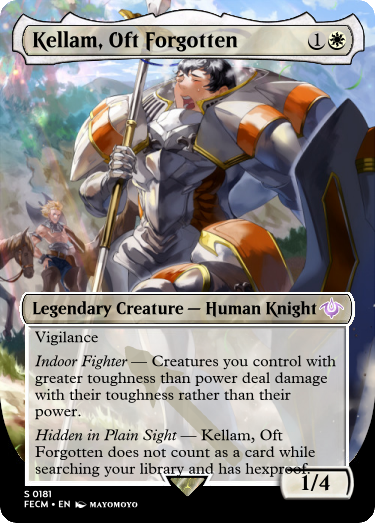 Kellam, Oft Forgotten 1
Legendary Creature — Human Knight
Vigilance
Indoor Fighter — Creatures you control with
greater toughness than power deal damage
with their toughness rather than their
power.
Hidden in Plain Sight — Kellam, Oft
Forgotten does not count as a card while
searching your library and has hexproof.
1/4
S 0181
FECM • EN MAYOMOYO